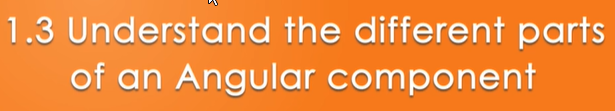 1.3 Understand the different parts
of an Angular component